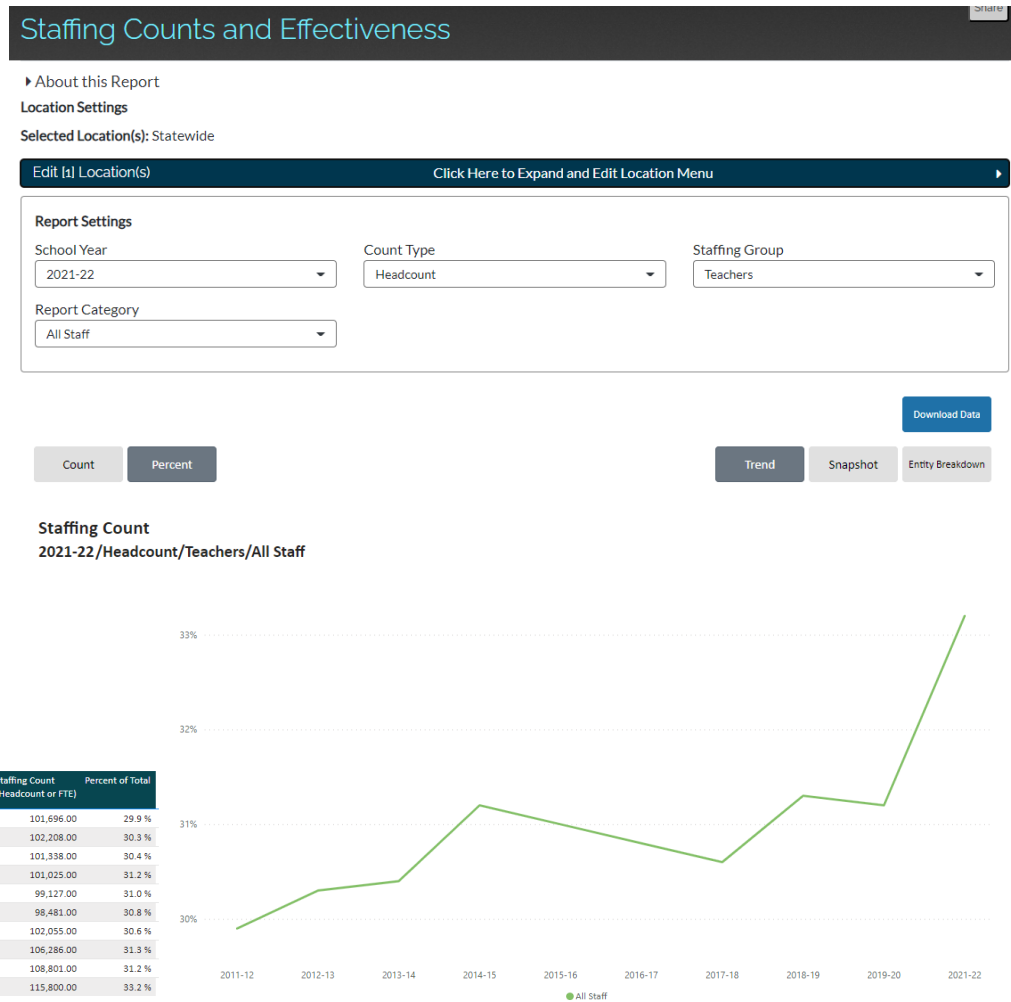 Share
Staffing Counts and Effectiveness
About this Report
Location Settings
Selected Location(s): Statewide
Edit [1] Location(s) Click Here to Expand and Edit Location Menu
Report Settings
School Year Count Type Staffing Group
2021-22 Headcount Teachers
Report Category
All Staff
Download Data
Count Percent Trend Snapshot Entity Breakdown
Staffing Count
2021-22/Headcount/Teachers/All Staff
33%
32%
31%
30%
taffing Count Percent of Total
Headcount or FTE)
101,696.00 29.9 %
102,208.00 30.3 %
101,338.00 30.4 %
101,025.00 31.2 %
99,127.00 31.0 %
98,481.00 30.8 %
102,055.00 30.6 %
106,286.00 31.3 %
108,801.00 31.2 %
115,800.00 33.2 %
2011-12 2012-13 2013-14 2014-15 2015-16 2016-17 2017-18 2018-19 2019-20 2021-22
All Staff